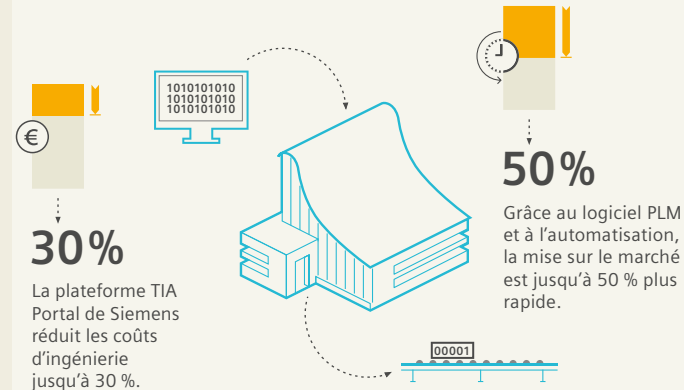 1010101010
1010101010
1010101010
€
30 %
La plateforme TIA
Portal de Siemens
réduit les coûts
d’ingénierie
jusqu’à 30 %.
50 %
Grâce au logiciel PLM
et à l’automatisation,
la mise sur le marché
est jusqu’à 50 % plus
rapide.
00001